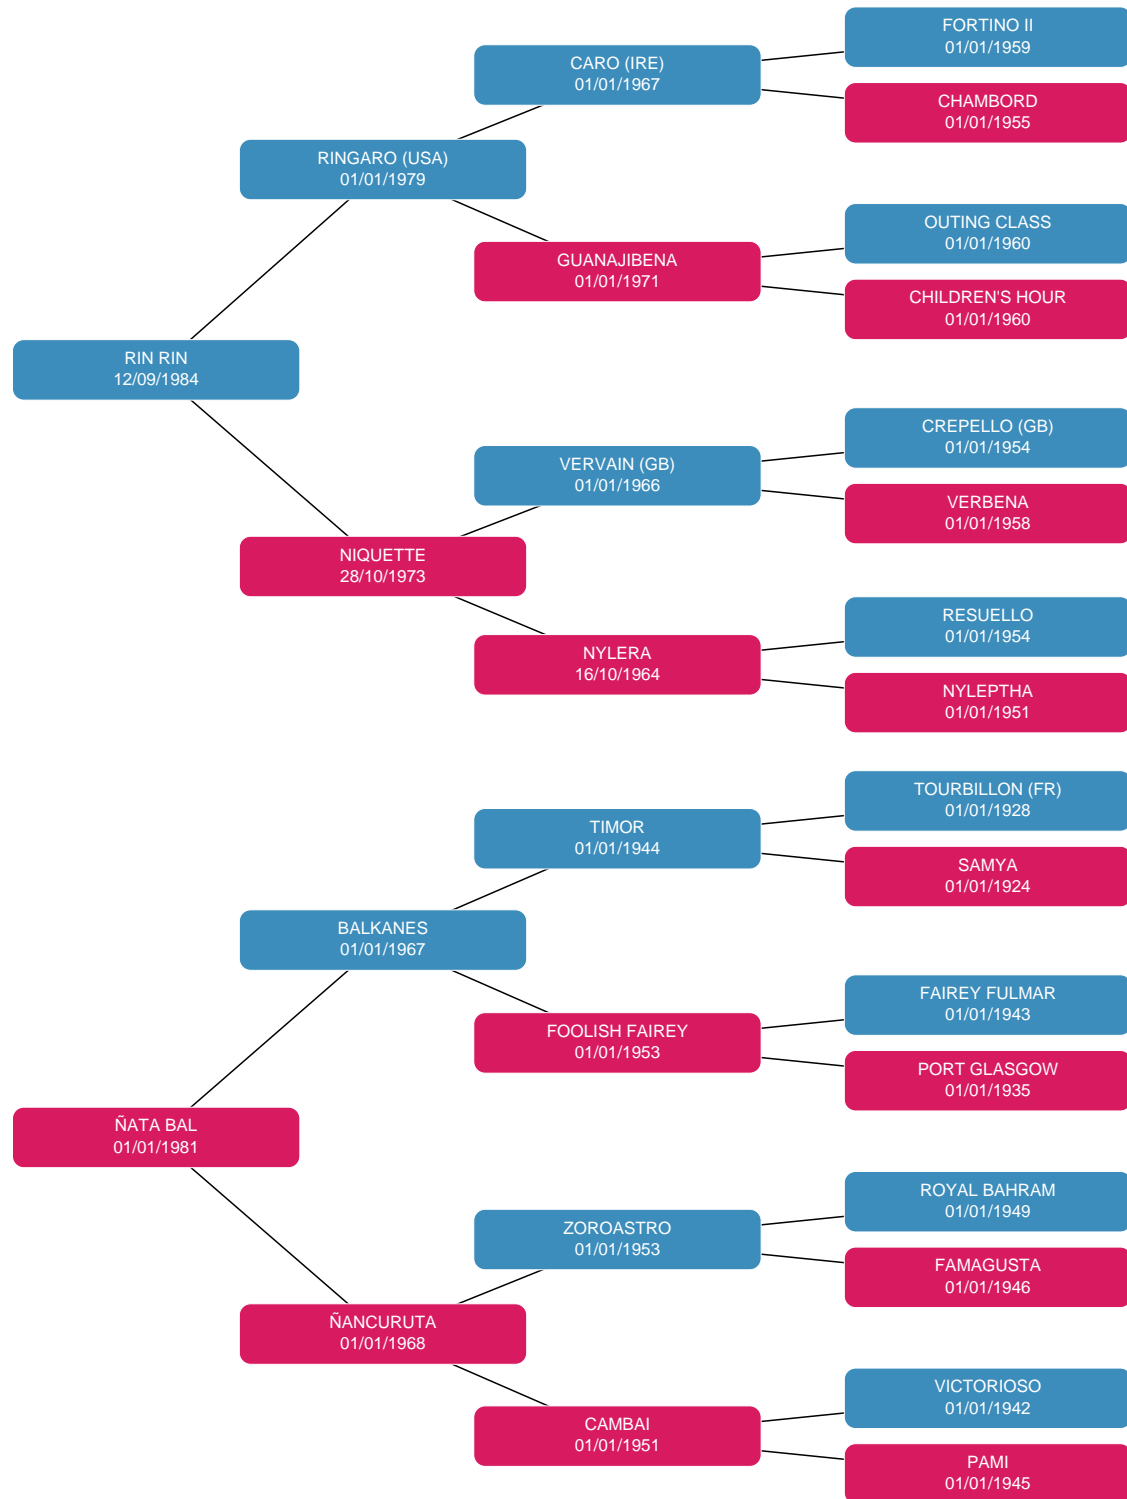 FORTINO II
01/01/1959
CARO (IRE)
01/01/1967
CHAMBORD
01/01/1955
RINGARO (USA)
01/01/1979
OUTING CLASS
01/01/1960
GUANAJIBENA
01/01/1971
CHILDREN'S HOUR
01/01/1960
RIN RIN
12/09/1984
CREPELLO (GB)
01/01/1954
VERVAIN (GB)
01/01/1966
VERBENA
01/01/1958
NIQUETTE
28/10/1973
RESUELLO
01/01/1954
NYLERA
16/10/1964
NYLEPTHA
01/01/1951
TOURBILLON (FR)
01/01/1928
TIMOR
01/01/1944
SAMYA
01/01/1924
BALKANES
01/01/1967
FAIREY FULMAR
01/01/1943
FOOLISH FAIREY
01/01/1953
PORT GLASGOW
01/01/1935
ÑATA BAL
01/01/1981
ROYAL BAHRAM
01/01/1949
ZOROASTRO
01/01/1953
FAMAGUSTA
01/01/1946
ÑANCURUTA
01/01/1968
VICTORIOSO
01/01/1942
CAMBAI
01/01/1951
PAMI
01/01/1945